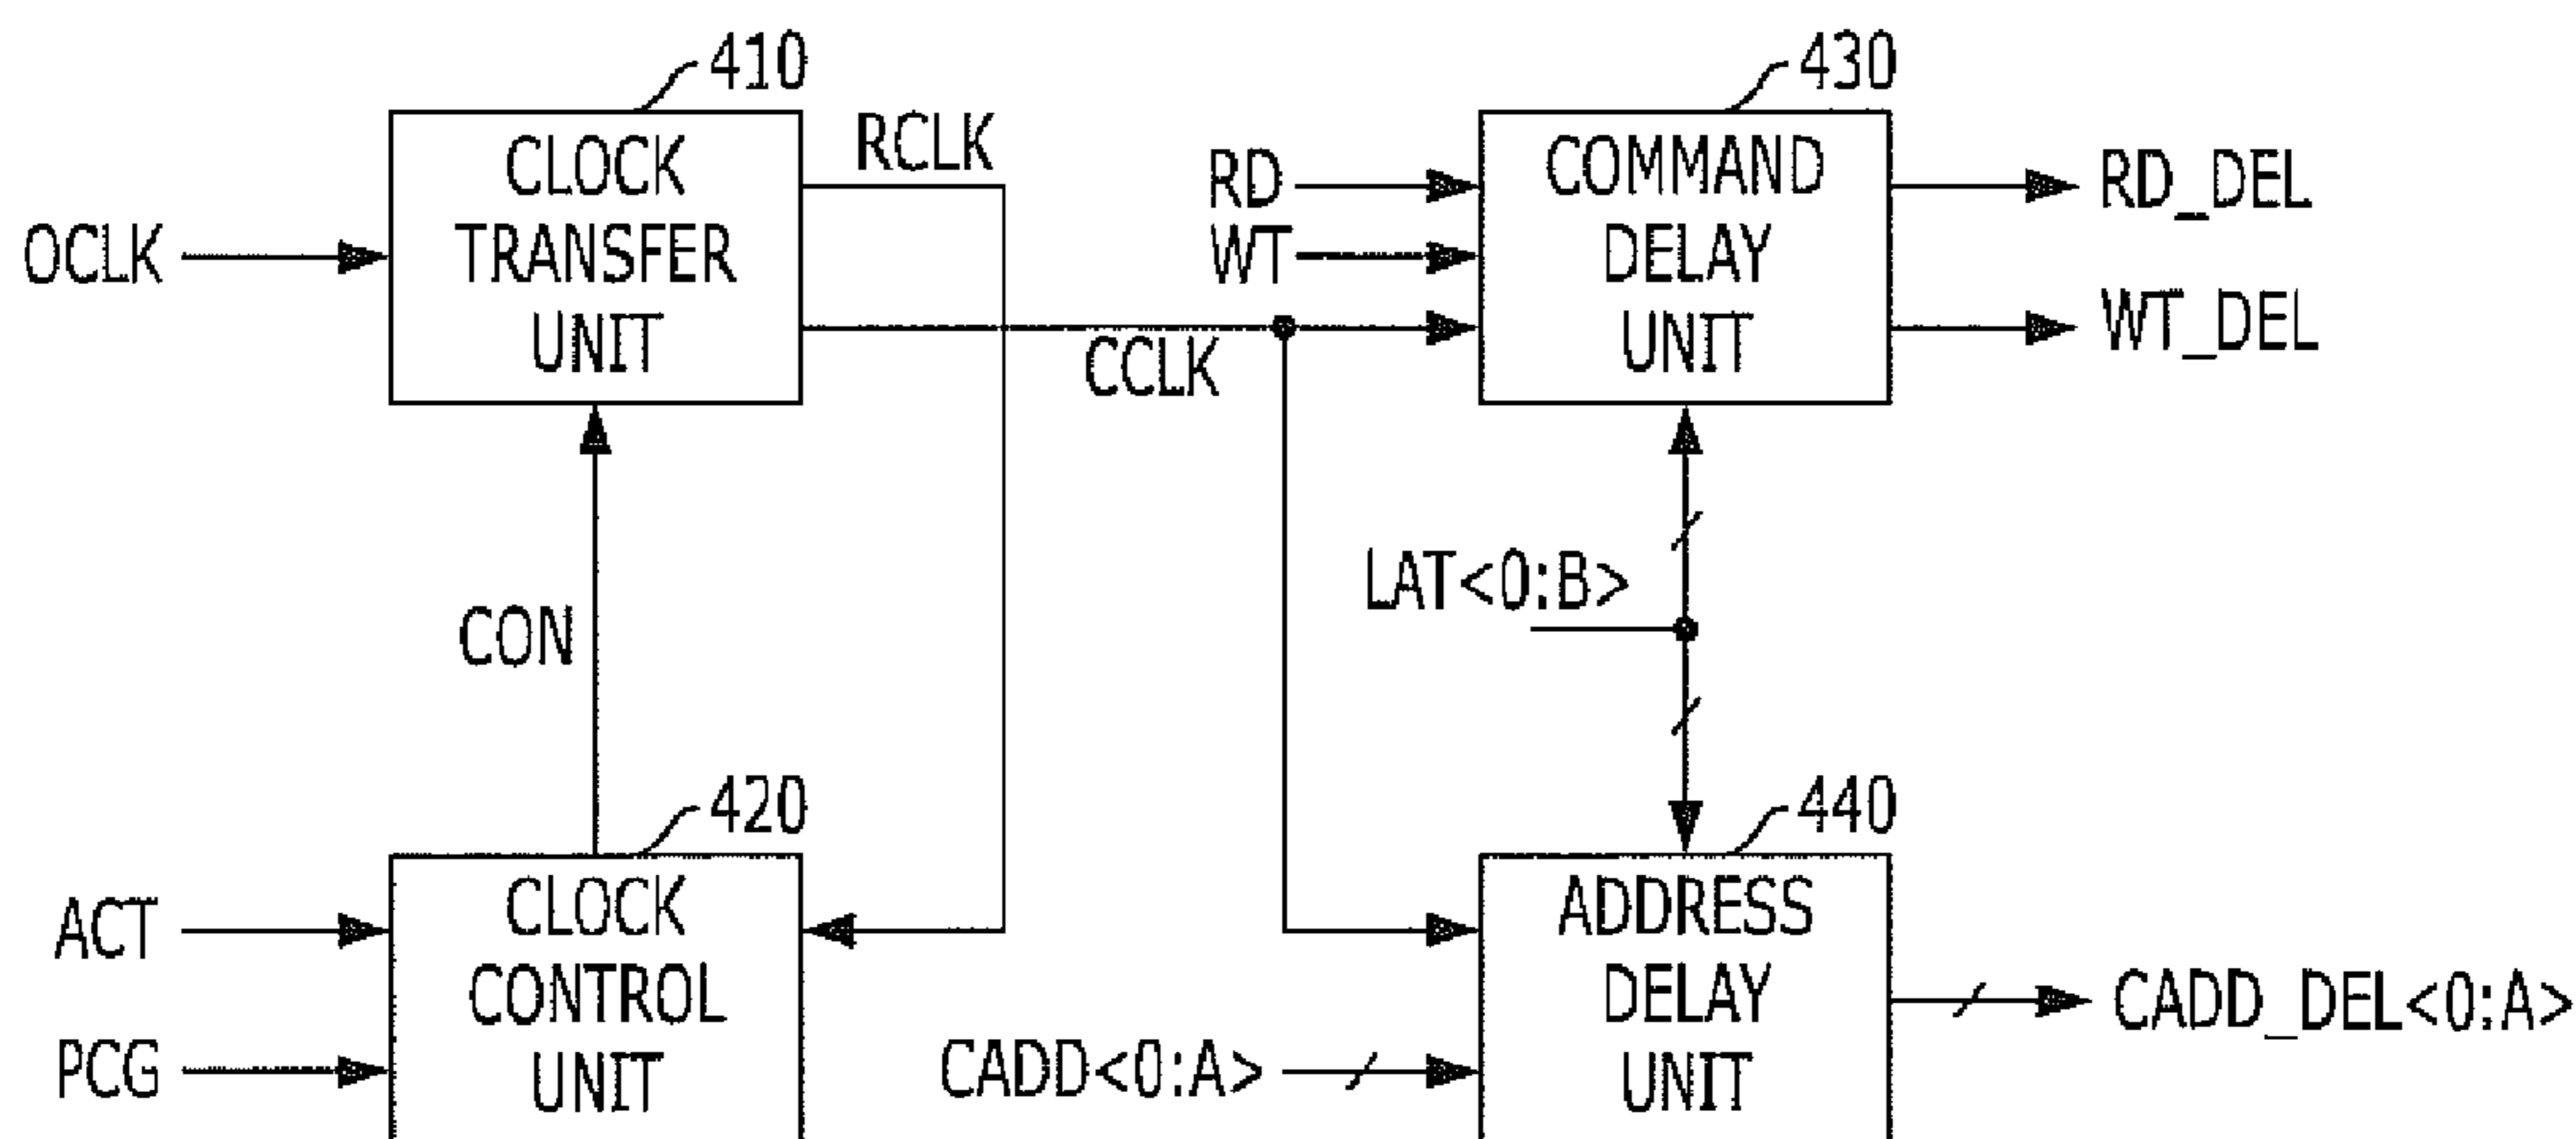 410
CLOCK
TRANSFER
UNIT
OCLK
RCLK
CCLK
430
COMMAND
DELAY
UNIT
RD
WT
RD_DEL
WT_DEL
CON
LAT<0:B>
420
CLOCK
CONTROL
UNIT
ACT
PCG
440
ADDRESS
DELAY
UNIT
CADD<0:A>
CADD_DEL<0:A>